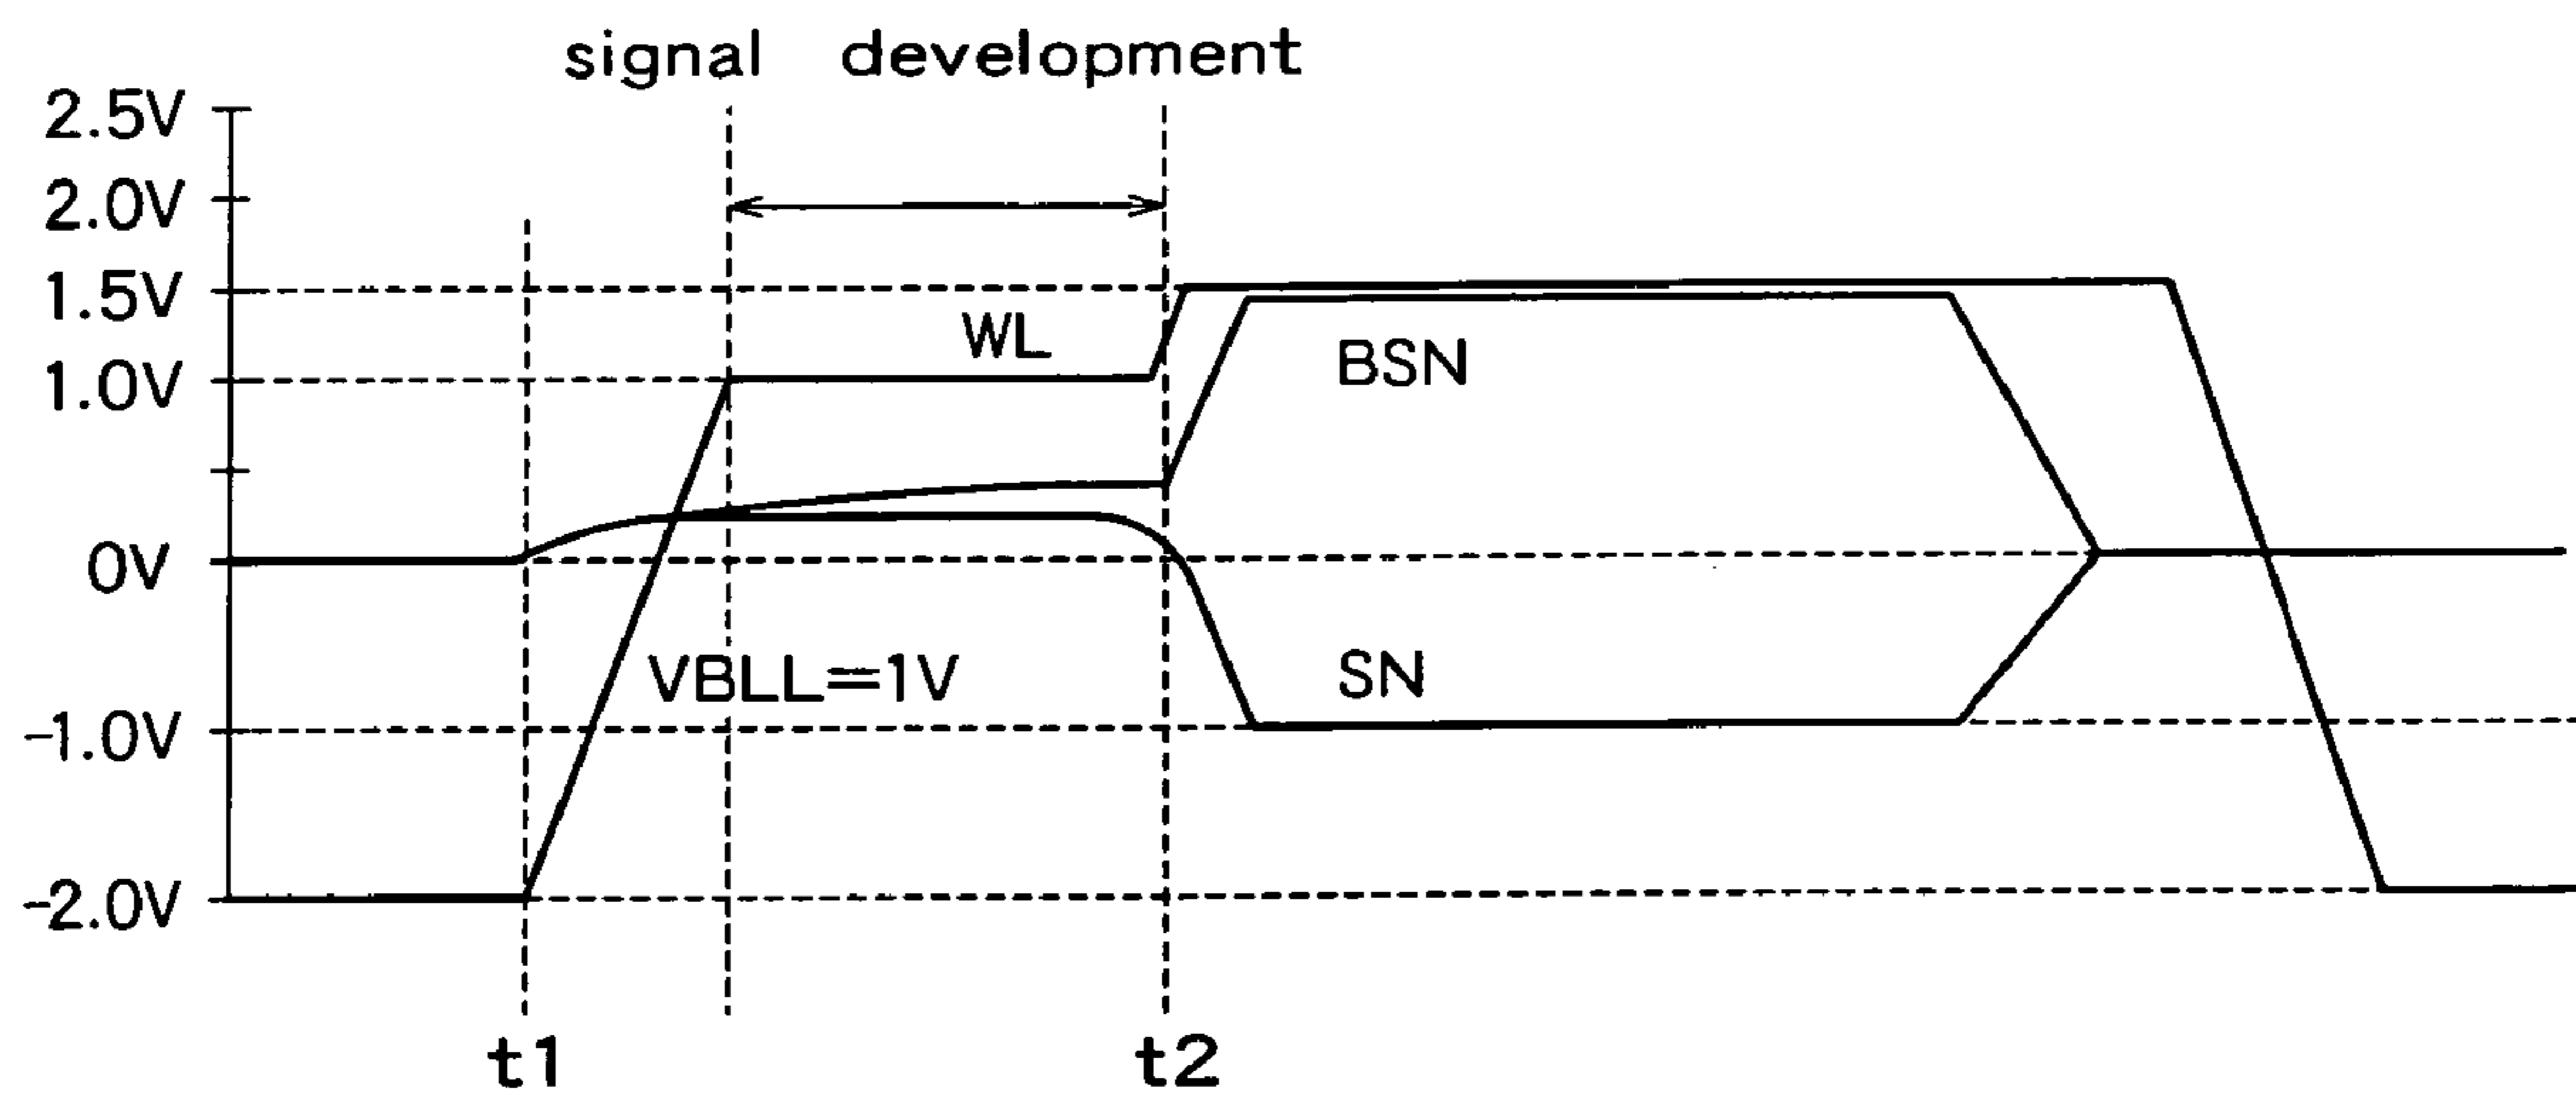 signal development
2.5V
2.0V
1.5V
WL
BSN
1.0V
0V
VBLL=1V
SN
-1.0V
-2.0V
t1
t2